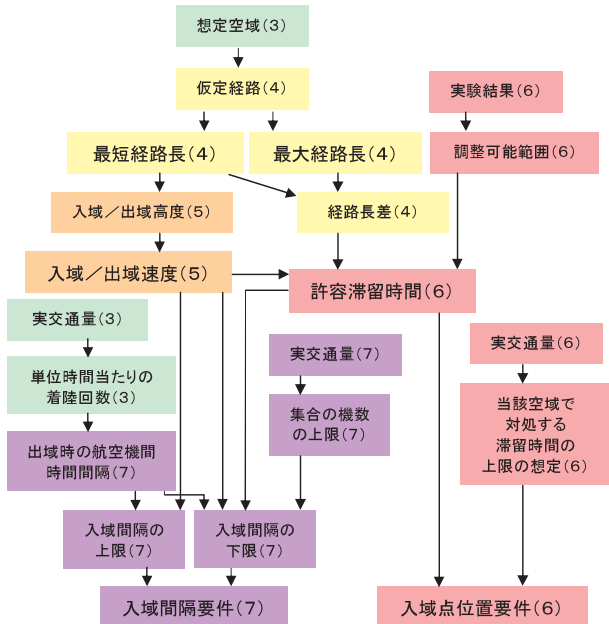 想定空域(3)
仮定経路(4)
実験結果(6)
最短経路長(4)
最大経路長(4)
調整可能範囲(6)
入域／出域高度(5)
経路長差(4)
入域／出域速度(5)
許容滞留時間(6)
実交通量(3)
実交通量(7)
実交通量(6)
単位時間当たりの
着陸回数(3)
集合の機数
の上限(7)
当該空域で
対処する
滞留時間の
上限の想定(6)
出域時の航空機間
時間間隔(7)
入域間隔の
上限(7)
入域間隔の
下限(7)
入域間隔要件(7)
入域点位置要件(6)